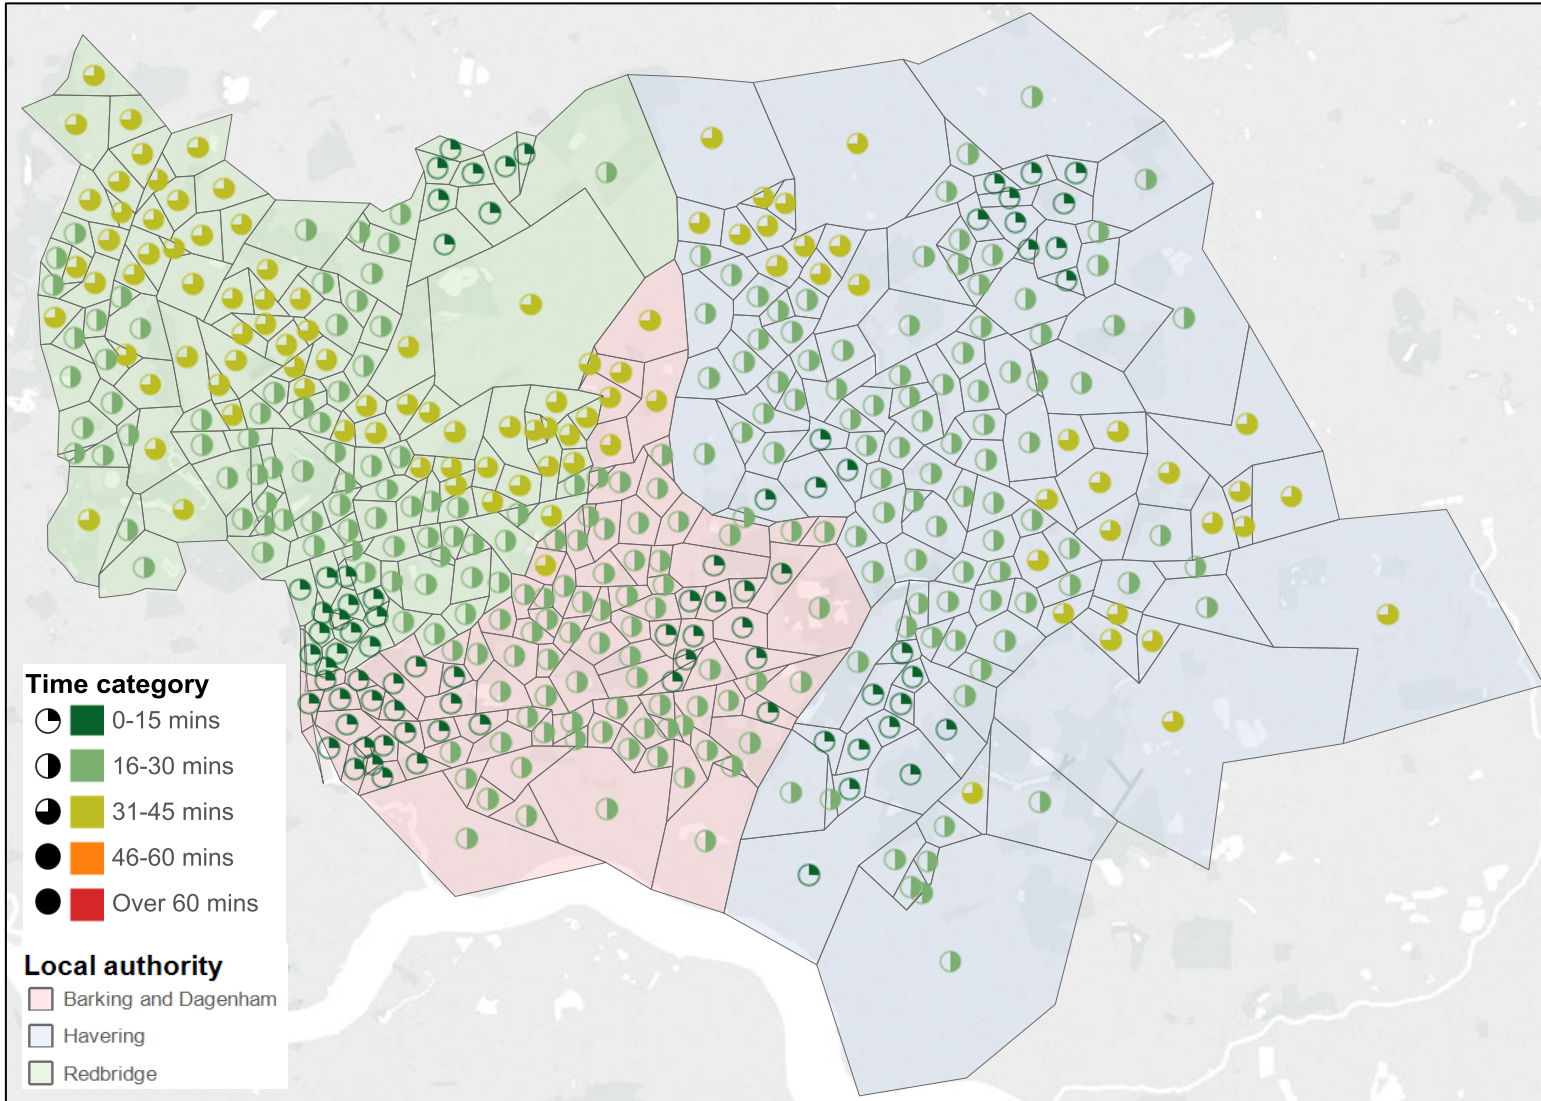 Time category
0-15 mins
16-30 mins
31-45 mins
46-60 mins
Over 60 mins
Local authority
Barking and Dagenham
Havering
Redbridge